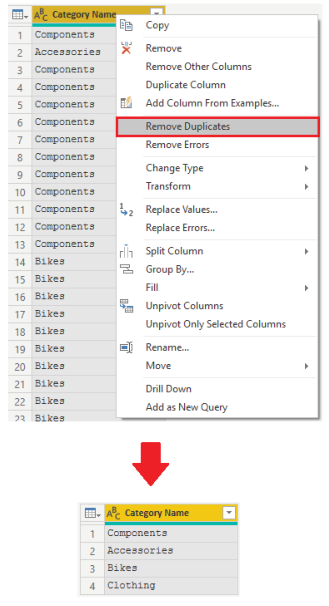 ABC Category Name
1 Components
2 Accessories
3 Components
4 Components
5 Components
6 Components
7 Components
8 Components
9 Components
10 Components
11 Components
12 Components
13 Components
14 Bikes
15 Bikes
16 Bikes
17 Bikes
18 Bikes
19 Bikes
20 Bikes
21 Bikes
22 Bikes
23 Bikes
Copy
Remove
Remove Other Columns
Duplicate Column
Add Column From Examples...
Remove Duplicates
Remove Errors
Change Type
Transform
1 2 Replace Values...
Replace Errors...
Split Column
Group By...
Fill
Unpivot Columns
Unpivot Only Selected Columns
Rename...
Move
Drill Down
Add as New Query
ABC Category Name
1 Components
2 Accessories
3 Bikes
4 Clothing